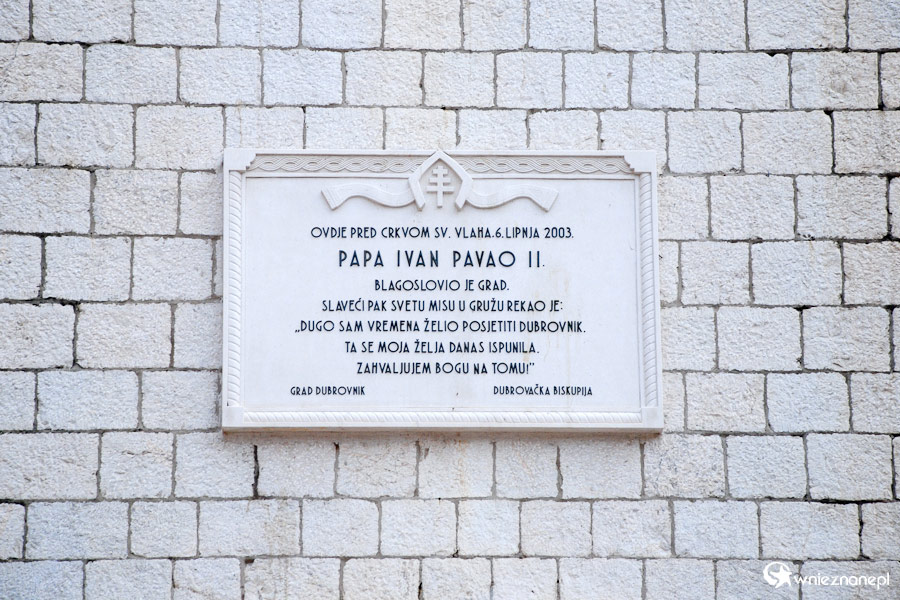 OVDJE PRED CRKVOM SV. VLAHA.6.LIPNJA 2003.
PAPA IVAN PAVAO II.
BLAGOSLOVIO JE GRAD.
SLAVEĆI PAK SVETU MISU U GRUŽU REKAO JE:
„DUGO SAM VREMENA ŽELIO POSJETITI DUBROVNIK.
TA SE MOJA ŽELJA DANAS ISPUNILA.
ZAHVALJUJEM BOGU NA TOMU!”
GRAD DUBROVNIK DUBROVAČKA BISKUPIJA
wnieznane.pl